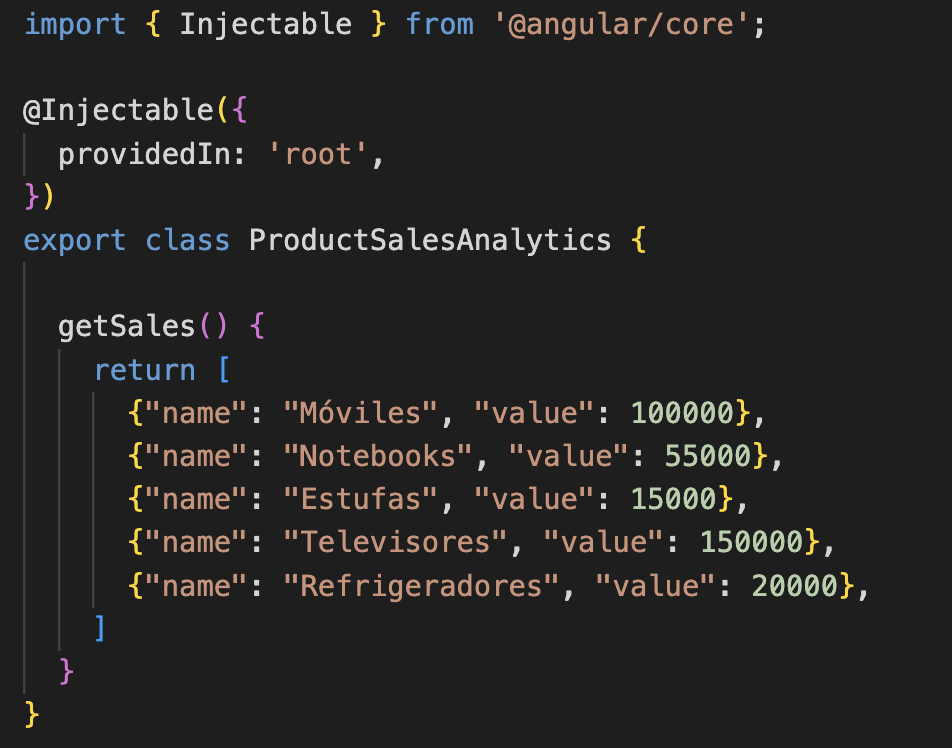 import { Injectable } from '@angular/core';
@Injectable({
  providedIn: 'root',
})
export class ProductSalesAnalytics {
  getSales() {
    return [
      {"name": "Móviles", "value": 100000},
      {"name": "Notebooks", "value": 55000},
      {"name": "Estufas", "value": 15000},
      {"name": "Televisores", "value": 150000},
      {"name": "Refrigeradores", "value": 20000},
    ]
  }
}